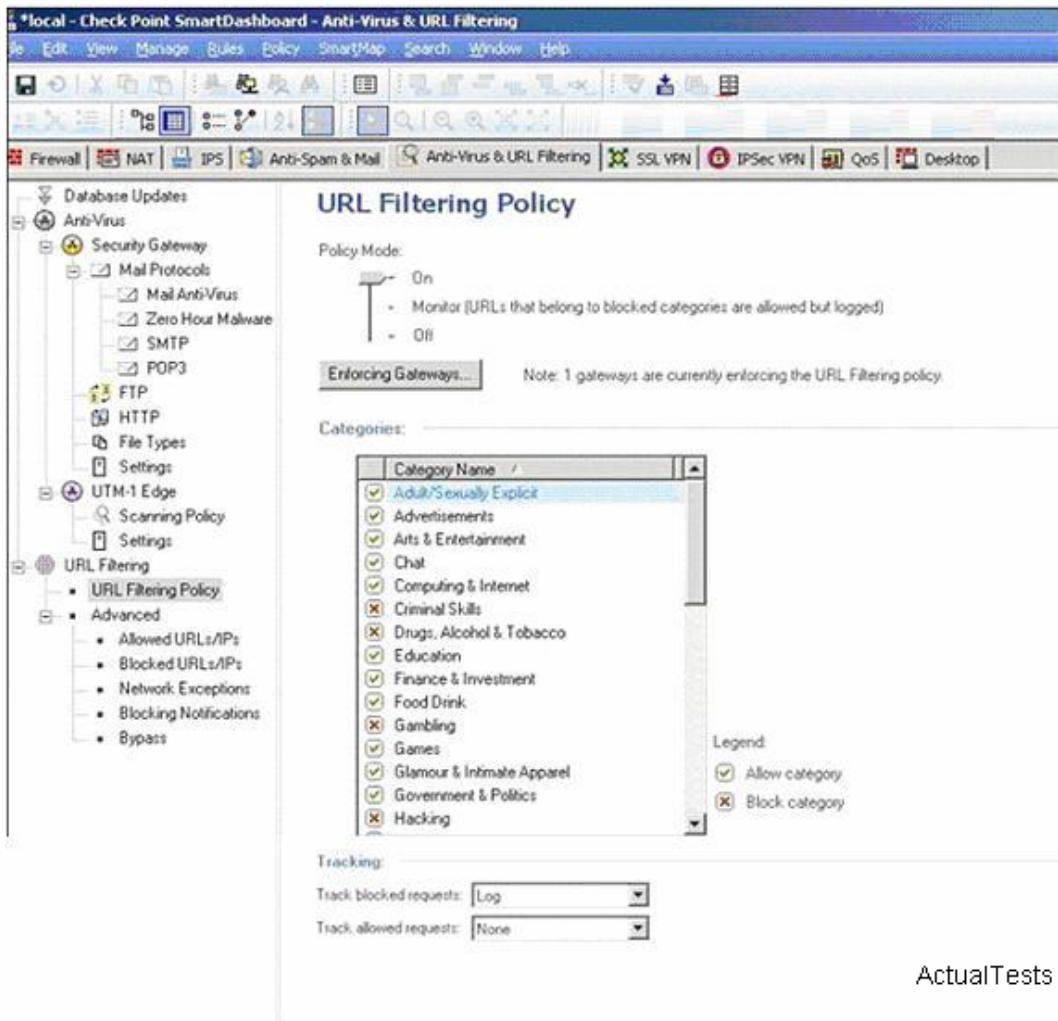 *local - Check Point SmartDashboard - Anti-Virus & URL Filtering
Edit View Manage Rules Policy SmartMap Search Window Help
Firewall NAT IPS Anti-Spam & Mail Anti-Virus & URL Filtering SSL VPN IPSec VPN QoS Desktop
Database Updates
Anti-Virus
Security Gateway
Mail Protocols
Mail Anti-Virus
Zero Hour Malware
SMTP
POP3
FTP
HTTP
File Types
Settings
UTM-1 Edge
Scanning Policy
Settings
URL Filtering
URL Filtering Policy
Advanced
Allowed URLs/IPs
Blocked URLs/IPs
Network Exceptions
Blocking Notifications
Bypass
URL Filtering Policy
Policy Mode:
On
Monitor (URLs that belong to blocked categories are allowed but logged)
Off
Enforcing Gateways... Note: 1 gateways are currently enforcing the URL Filtering policy.
Categories:
Category Name
Adult/Sexually Explicit
Advertisements
Arts & Entertainment
Chat
Computing & Internet
Criminal Skills
Drugs, Alcohol & Tobacco
Education
Finance & Investment
Food Drink
Gambling
Games
Glamour & Intimate Apparel
Government & Politics
Hacking
Legend:
Allow category
Block category
Tracking:
Track blocked requests: Log
Track allowed requests: None
ActualTests